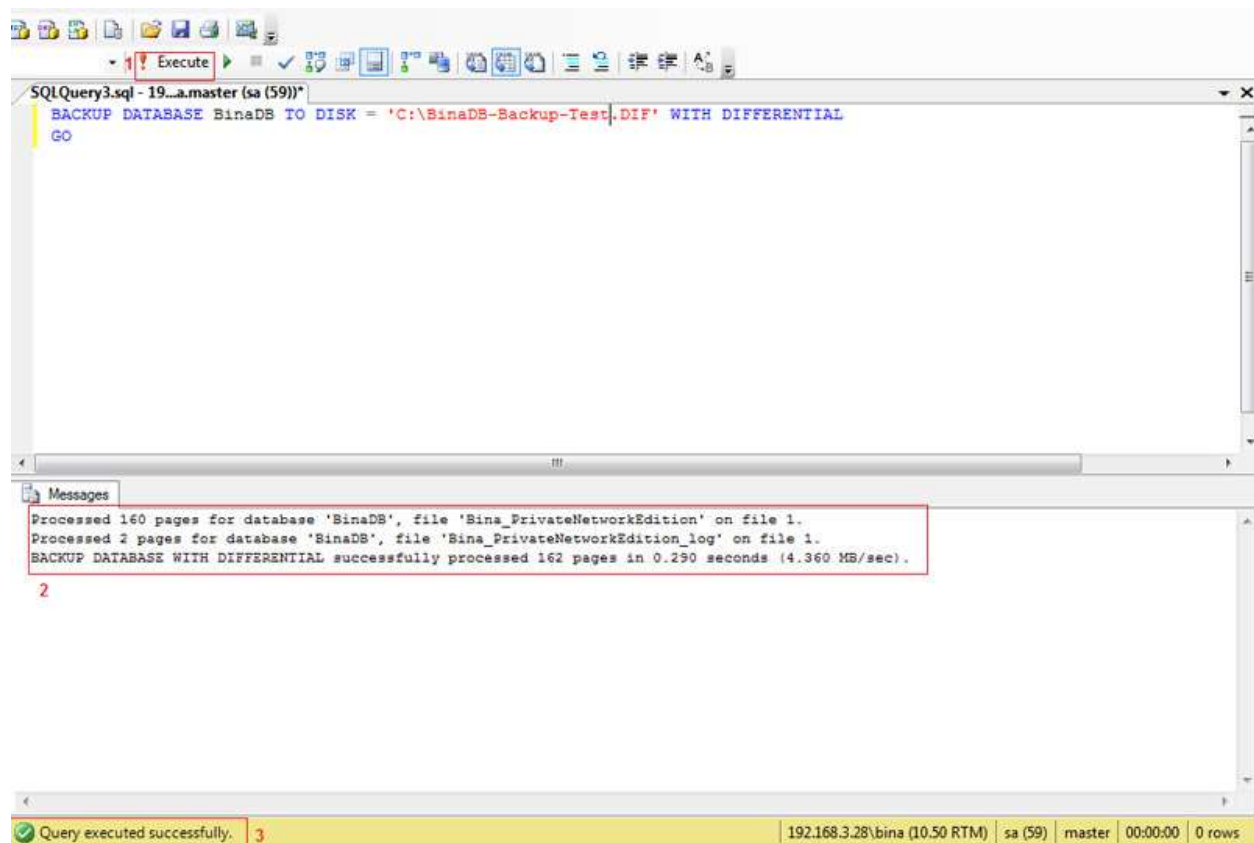 1 Execute
SQLQuery3.sql - 19...a.master (sa (59))*
BACKUP DATABASE BinaDB TO DISK = 'C:\BinaDB-Backup-Test.DIF' WITH DIFFERENTIAL
GO
Messages
Processed 160 pages for database 'BinaDB', file 'Bina_PrivateNetworkEdition' on file 1.
Processed 2 pages for database 'BinaDB', file 'Bina_PrivateNetworkEdition_log' on file 1.
BACKUP DATABASE WITH DIFFERENTIAL successfully processed 162 pages in 0.290 seconds (4.360 MB/sec).
2
Query executed successfully. 3 192.168.3.28\bina (10.50 RTM) sa (59) master 00:00:00 0 rows